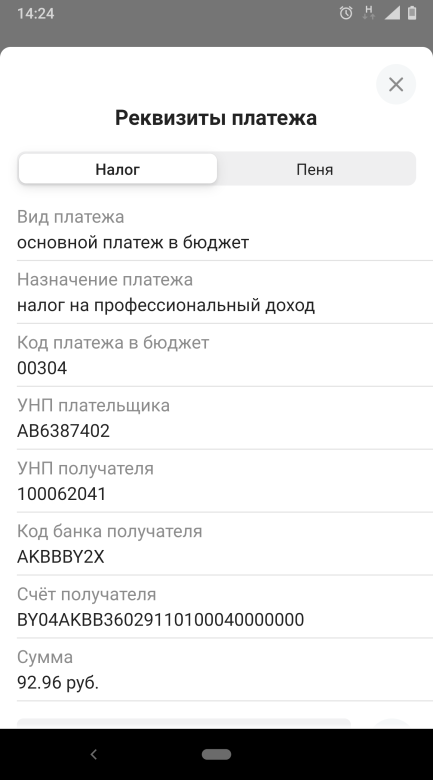 14:24
H
Реквизиты платежа
Налог
Пеня
Вид платежа
основной платеж в бюджет
Назначение платежа
налог на профессиональный доход
Код платежа в бюджет
00304
УНП плательщика
AB6387402
УНП получателя
100062041
Код банка получателя
AKBBBY2X
Счёт получателя
BY04AKBB36029110100040000000
Сумма
92.96 руб.